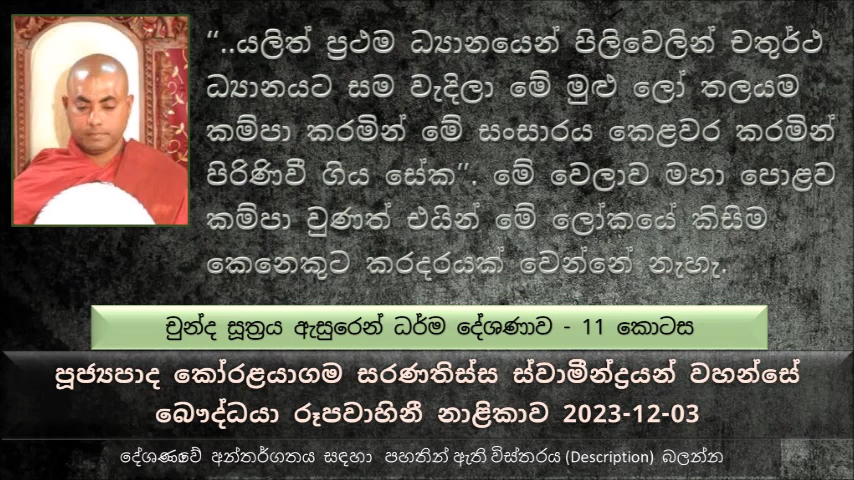 “..යලිත් ප්‍රථම ධ්‍යානයෙන් පිලිවෙලින් චතුර්ථ
ධ්‍යානයට සම වැදිලා මේ මුළු ලෝ තලයම
කම්පා කරමින් මේ සංසාරය කෙළවර කරමින්
පිරිණිවී ගිය සේක”. මේ වෙලාව මහා පොළව
කම්පා වුණත් එයින් මේ ලෝකයේ කිසිම
කෙනෙකුට කරදරයක් වෙන්නේ නැහැ.
චුන්ද සූත්‍රය ඇසුරෙන් ධර්ම දේශණාව - 11 කොටස
පූජ්‍යපාද කෝරළයාගම සරණතිස්ස ස්වාමීන්ද්‍රයන් වහන්සේ
බෞද්ධයා රූපවාහිනී නාළිකාව 2023-12-03
දේශණාවේ අන්තර්ගතය සඳහා පහතින් ඇති විස්තරය (Description) බලන්න